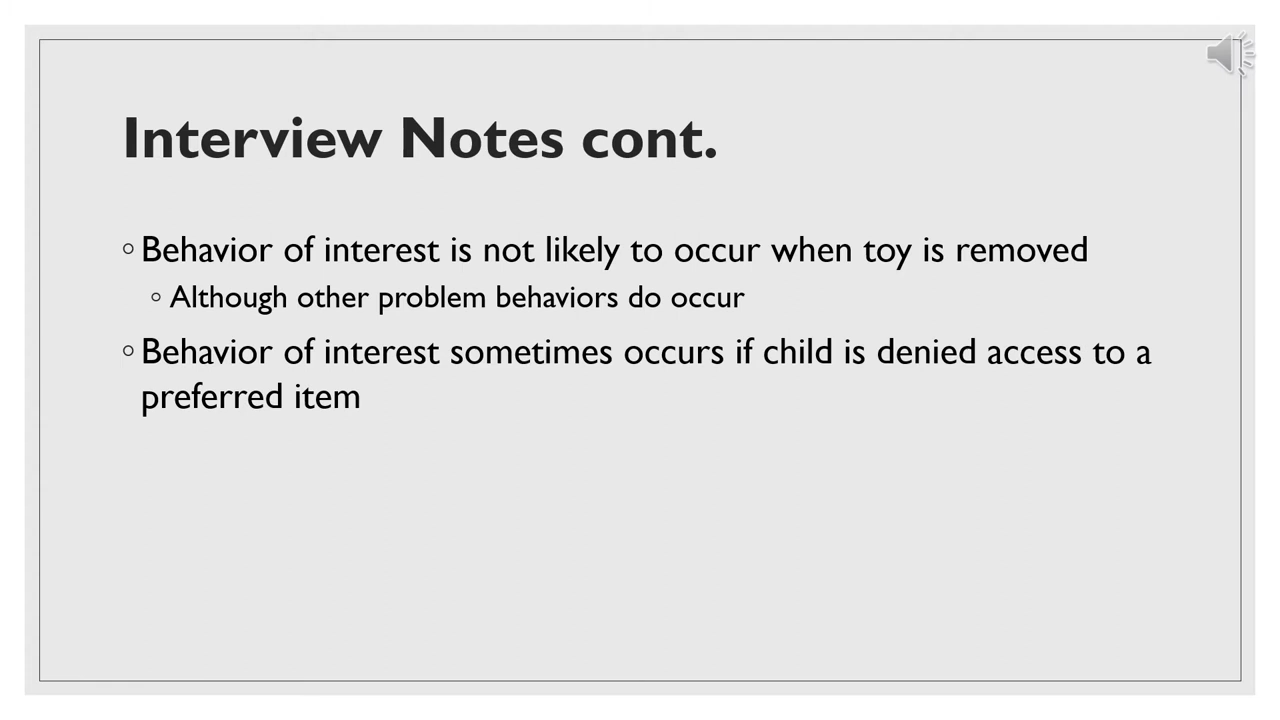 Interview Notes cont.
◦ Behavior of interest is not likely to occur when toy is removed
◦ Although other problem behaviors do occur
◦ Behavior of interest sometimes occurs if child is denied access to a
preferred item